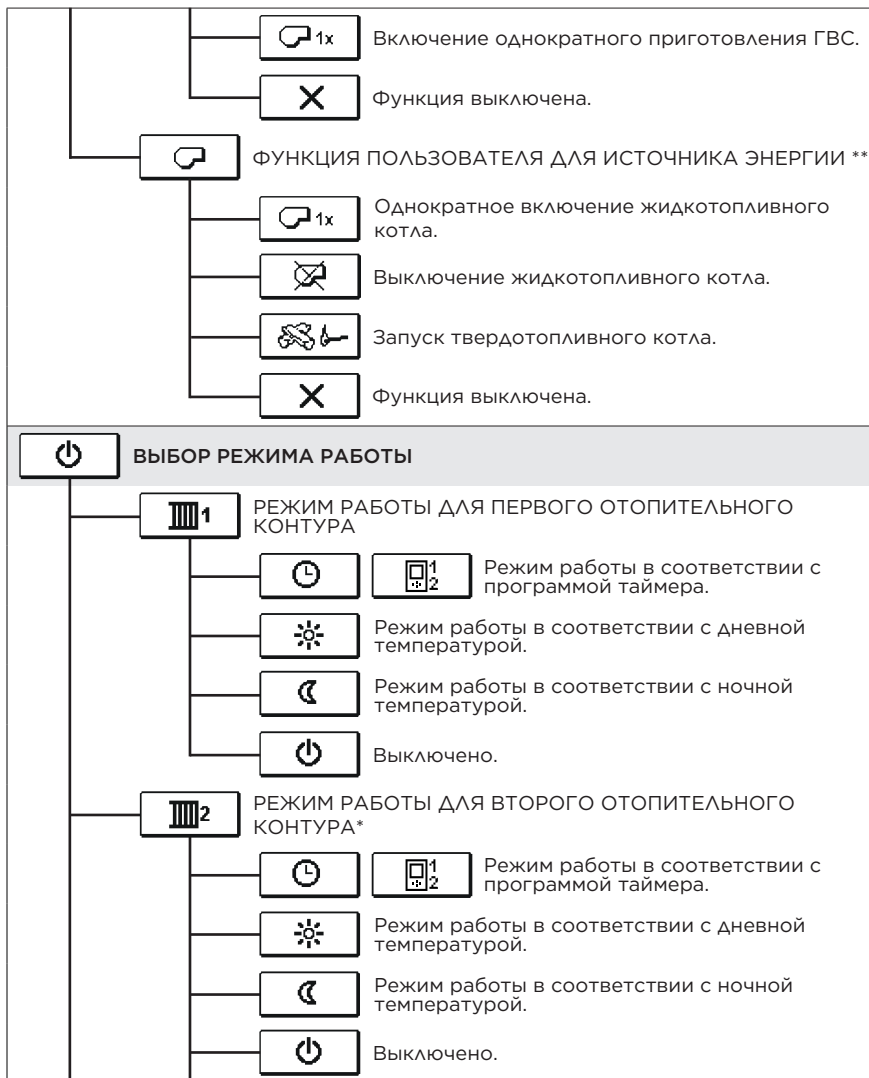 1x Включение однократного приготовления ГВС.
Функция выключена.
ФУНКЦИЯ ПОЛЬЗОВАТЕЛЯ ДЛЯ ИСТОЧНИКА ЭНЕРГИИ **
1x Однократное включение жидкотопливного
котла.
Выключение жидкотопливного котла.
Запуск твердотопливного котла.
Функция выключена.
ВЫБОР РЕЖИМА РАБОТЫ
1 РЕЖИМ РАБОТЫ ДЛЯ ПЕРВОГО ОТОПИТЕЛЬНОГО
КОНТУРА
1 2 Режим работы в соответствии с
программой таймера.
Режим работы в соответствии с дневной
температурой.
Режим работы в соответствии с ночной
температурой.
Выключено.
2 РЕЖИМ РАБОТЫ ДЛЯ ВТОРОГО ОТОПИТЕЛЬНОГО
КОНТУРА*
1 2 Режим работы в соответствии с
программой таймера.
Режим работы в соответствии с дневной
температурой.
Режим работы в соответствии с ночной
температурой.
Выключено.